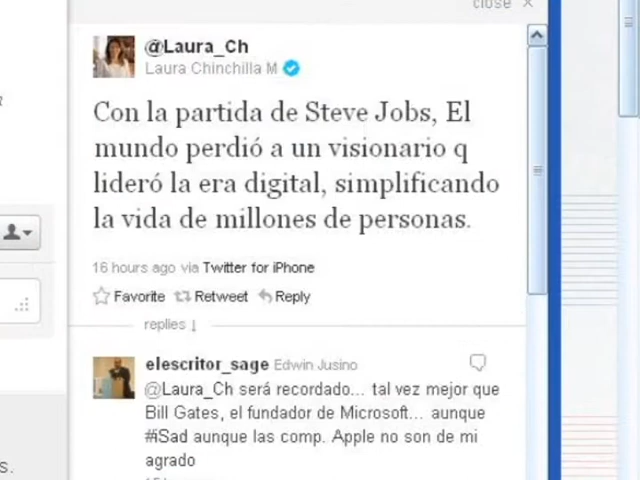 close ×
@Laura_Ch
Laura Chinchilla M
Con la partida de Steve Jobs, El
mundo perdió a un visionario q
lideró la era digital, simplificando
la vida de millones de personas.
16 hours ago via Twitter for iPhone
Favorite Retweet Reply
replies ↓
elescritor_sage Edwin Jusino
@Laura_Ch será recordado... tal vez mejor que
Bill Gates, el fundador de Microsoft... aunque
#iSad aunque las comp. Apple no son de mi
agrado
s.